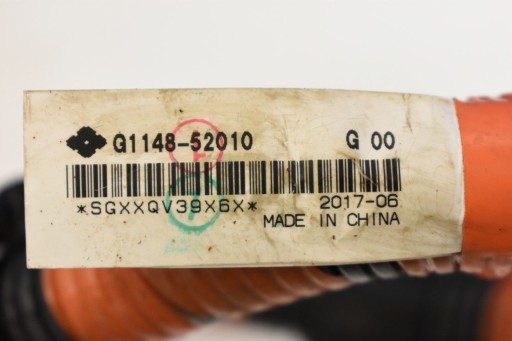 G1148-52010 G 00
*SGXXQV39X6X* 2017-06
MADE IN CHINA